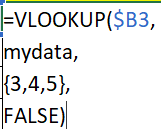 =VLOOKUP($B3,
mydata,
{3,4,5},
FALSE)